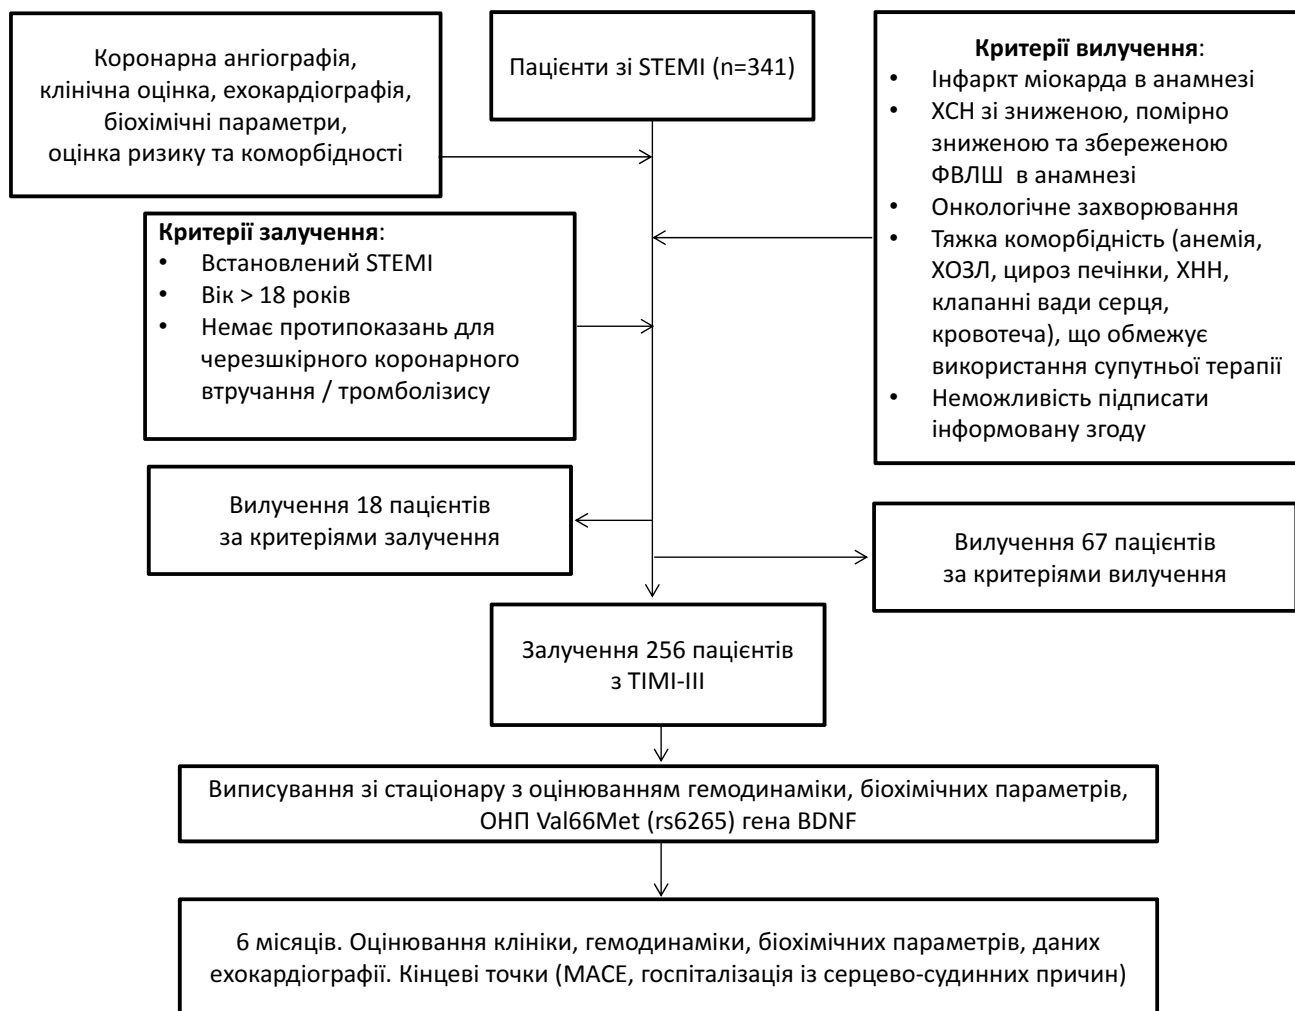 Коронарна ангіографія,
клінічна оцінка, ехокардіографія,
біохімічні параметри,
оцінка ризику та коморбідності
Пацієнти зі STEMI (n=341)
Критерії вилучення:
• Інфаркт міокарда в анамнезі
• ХСН зі зниженою, помірно
зниженою та збереженою
ФВЛШ в анамнезі
• Онкологічне захворювання
• Тяжка коморбідність (анемія,
ХОЗЛ, цироз печінки, ХНН,
клапанні вади серця,
кровотеча), що обмежує
використання супутньої терапії
• Неможливість підписати
інформовану згоду
Критерії залучення:
• Встановлений STEMI
• Вік > 18 років
• Немає протипоказань для
черезшкірного коронарного
втручання / тромболізису
Вилучення 18 пацієнтів
за критеріями залучення
Вилучення 67 пацієнтів
за критеріями вилучення
Залучення 256 пацієнтів
з TIMI-III
Виписування зі стаціонару з оцінюванням гемодинаміки, біохімічних параметрів,
ОНП Val66Met (rs6265) гена BDNF
6 місяців. Оцінювання клініки, гемодинаміки, біохімічних параметрів, даних
ехокардіографії. Кінцеві точки (MACE, госпіталізація із серцево-судинних причин)